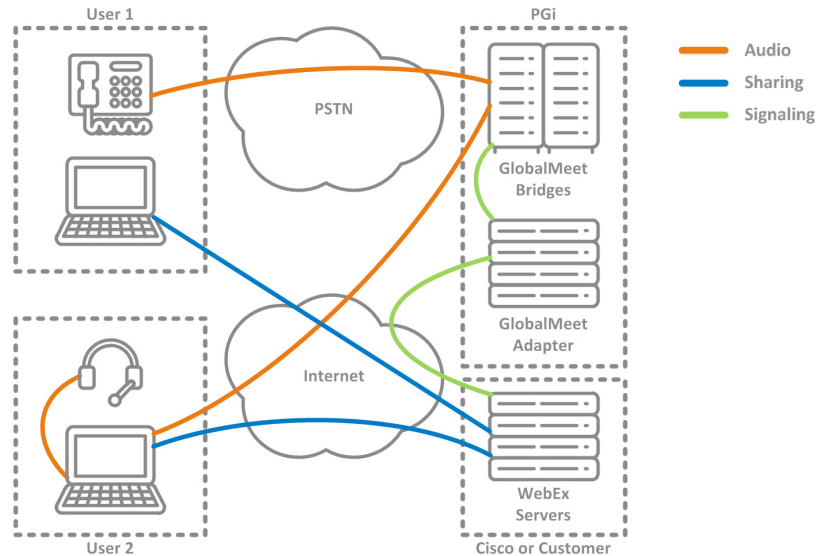 User 1
PGi
Audio
Sharing
Signaling
PSTN
GlobalMeet
Bridges
GlobalMeet
Adapter
Internet
WebEx
Servers
User 2
Cisco or Customer